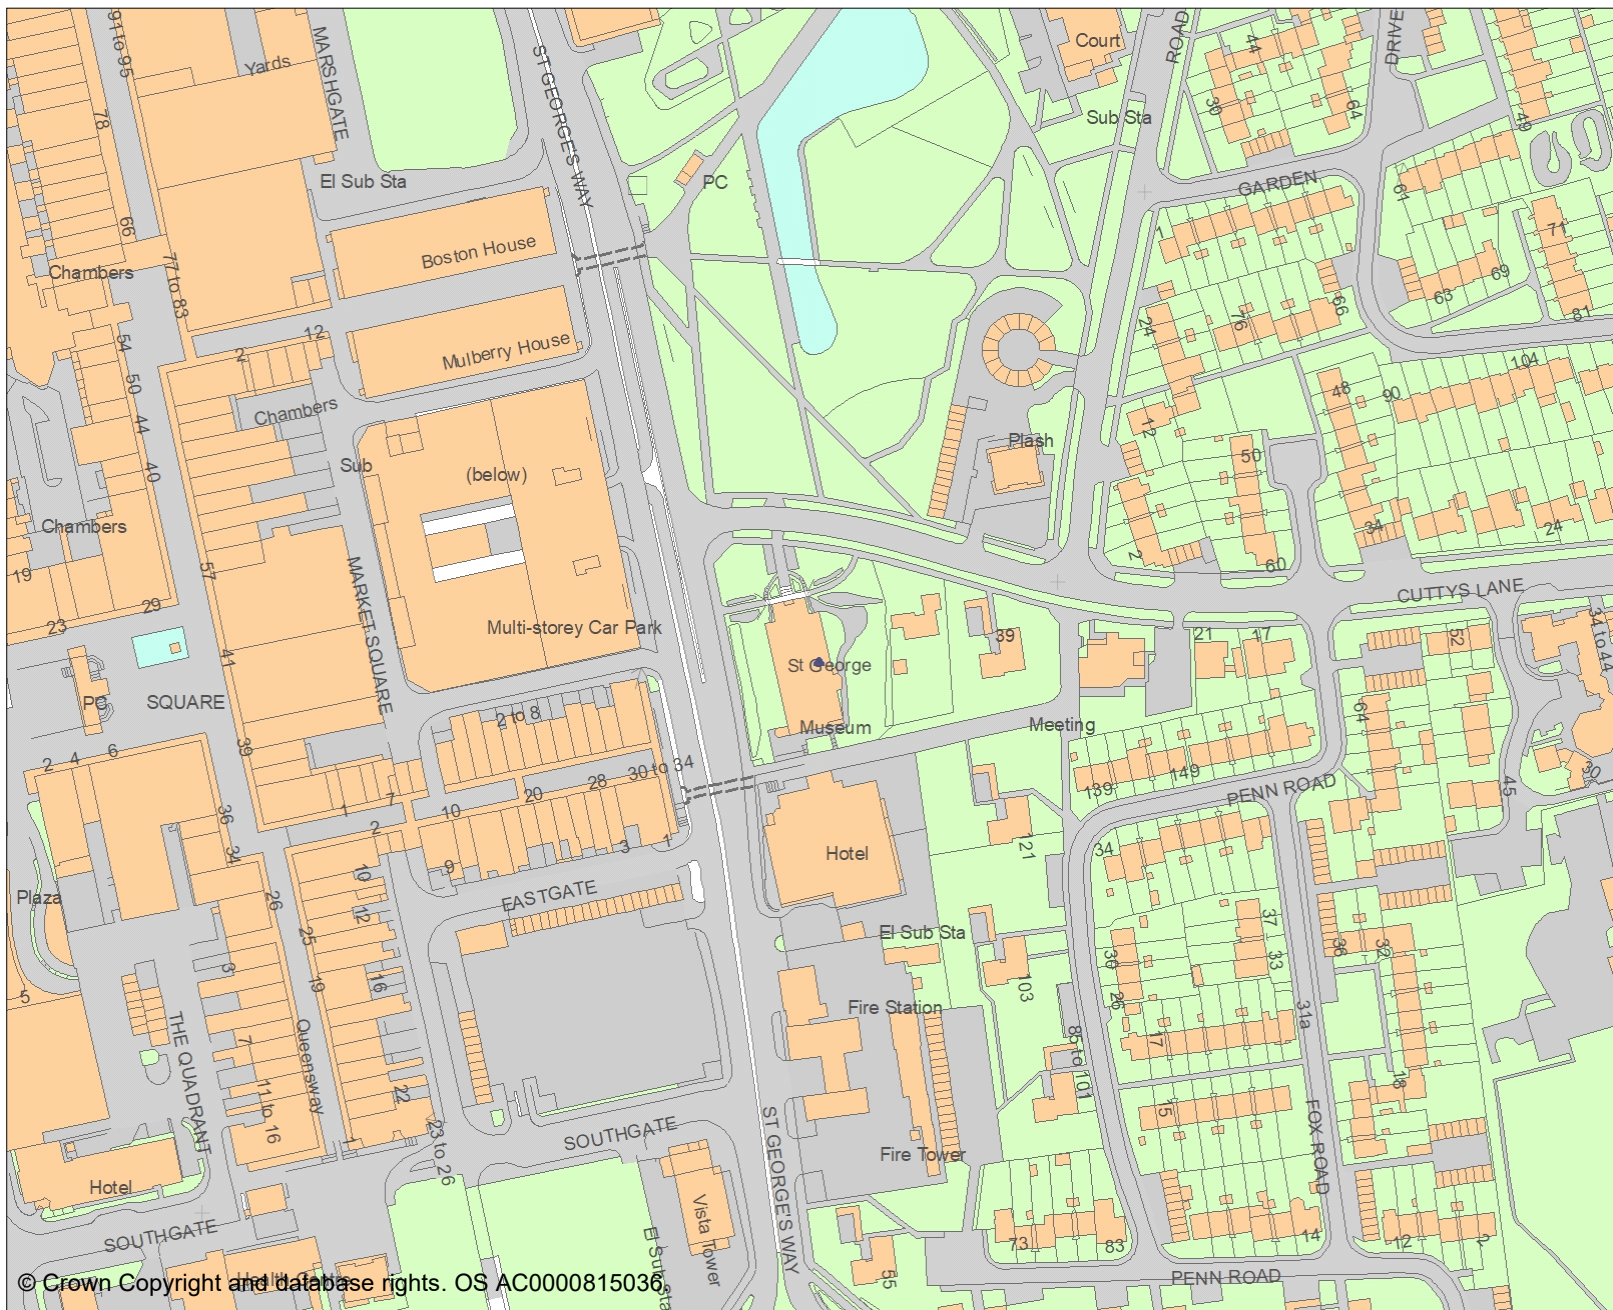 91 to 95
Yards
MARSHGATE
ST GEORGE'S WAY
Court
ROAD
DRIVE
44
30
64
49
78
Sub Sta
El Sub Sta
PC
GARDEN
61
66
Boston House
1
71
Chambers
77 to 83
63
69
81
12
2
54
Mulberry House
24
76
66
50
104
48
90
44
Chambers
12
40
Sub
(below)
Plash
50
Chambers
34
24
19
57
MARKET SQUARE
2
60
CUTTYS LANE
29
23
Multi-storey Car Park
39
21
17
52
34 to 44
41
St George
SQUARE
PC
2 to 8
Museum
Meeting
64
2
4
6
39
30 to 34
28
20
10
149
139
PENN ROAD
45
30
1
7
2
36
34
9
3
1
Hotel
121
34
Plaza
26
10
12
EASTGATE
25
El Sub Sta
37
33
36
32
3
19
16
5
103
30
26
Fire Station
31a
THE QUADRANT
7
Queensway
85 to 101
17
22
18
11 to 16
15
23 to 26
1
SOUTHGATE
ST GEORGE'S WAY
Fire Tower
FOX ROAD
Hotel
Vista Tower
SOUTHGATE
El Sub Sta
73
83
14
12
2
55
PENN ROAD
Health Centre
© Crown Copyright and database rights. OS AC0000815036.